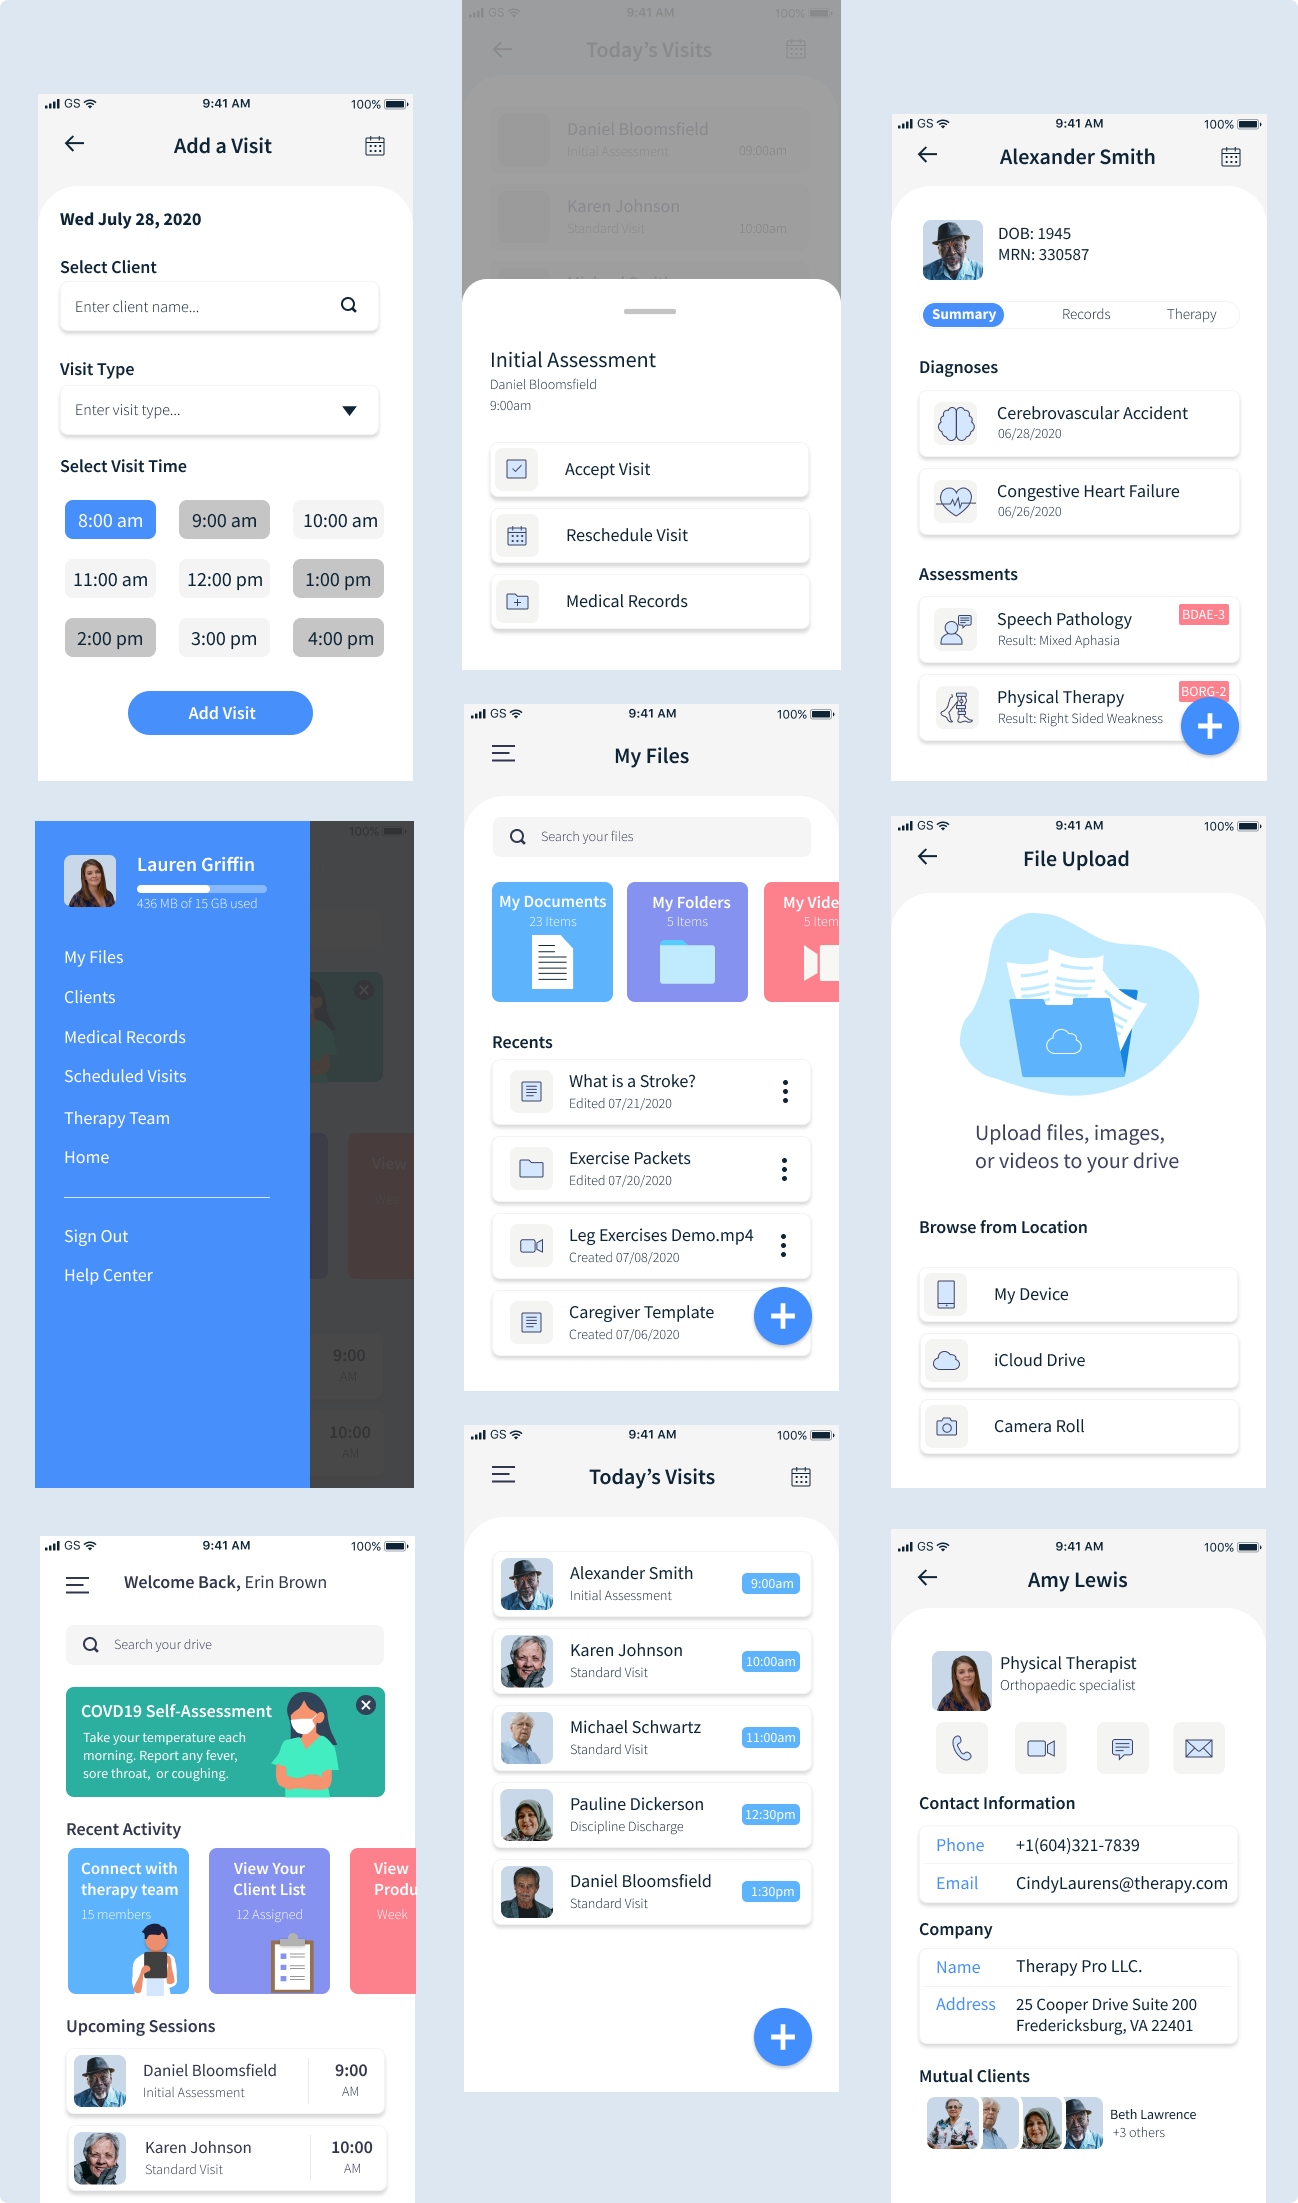 GS
9:41 AM
100%
Add a Visit
Wed July 28, 2020
Select Client
Enter client name...
Visit Type
Enter visit type...
Select Visit Time
8:00 am
9:00 am
10:00 am
11:00 am
12:00 pm
1:00 pm
2:00 pm
3:00 pm
4:00 pm
Add Visit
100%
Lauren Griffin
436 MB of 15 GB used
My Files
Clients
Medical Records
Scheduled Visits
Therapy Team
Home
Sign Out
Help Center
View
9:00
AM
10:00
AM
GS
9:41 AM
100%
Welcome Back, Erin Brown
Search your drive
COVD19 Self-Assessment
Take your temperature each
morning. Report any fever,
sore throat, or coughing.
Recent Activity
Connect with
therapy team
15 members
View Your
Client List
12 Assigned
View
Produ
Week
Upcoming Sessions
Daniel Bloomsfield
Initial Assessment
9:00
AM
Karen Johnson
Standard Visit
10:00
AM
GS
9:41 AM
100%
Today's Visits
Daniel Bloomsfield
Initial Assessment
09:00am
Karen Johnson
Standard Visit
10:00am
Initial Assessment
Daniel Bloomsfield
9:00am
Accept Visit
Reschedule Visit
Medical Records
GS
9:41 AM
100%
My Files
Search your files
My Documents
23 Items
My Folders
5 Items
My Vide
5 Item
Recents
What is a Stroke?
Edited 07/21/2020
Exercise Packets
Edited 07/20/2020
Leg Exercises Demo.mp4
Created 07/08/2020
Caregiver Template
Created 07/06/2020
GS
9:41 AM
100%
Today's Visits
Alexander Smith
Initial Assessment
9:00am
Karen Johnson
Standard Visit
10:00am
Michael Schwartz
Standard Visit
11:00am
Pauline Dickerson
Discipline Discharge
12:30pm
Daniel Bloomsfield
Standard Visit
1:30pm
GS
9:41 AM
100%
Alexander Smith
DOB: 1945
MRN: 330587
Summary
Records
Therapy
Diagnoses
Cerebrovascular Accident
06/28/2020
Congestive Heart Failure
06/26/2020
Assessments
Speech Pathology
Result: Mixed Aphasia
BDAE-3
Physical Therapy
Result: Right Sided Weakness
BORG-2
GS
9:41 AM
100%
File Upload
Upload files, images,
or videos to your drive
Browse from Location
My Device
iCloud Drive
Camera Roll
GS
9:41 AM
100%
Amy Lewis
Physical Therapist
Orthopaedic specialist
Contact Information
Phone +1(604)321-7839
Email CindyLaurens@therapy.com
Company
Name Therapy Pro LLC.
Address 25 Cooper Drive Suite 200
Fredericksburg, VA 22401
Mutual Clients
Beth Lawrence
+3 others